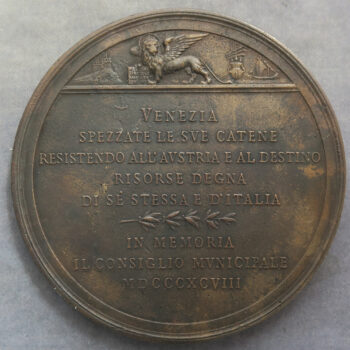 VENEZIA
SPEZZATE LE SVE CATENE
RESISTENDO ALL'AVSTRIA E AL DESTINO
RISORSE DEGNA
DI SÉ STESSA E D'ITALIA
IN MEMORIA
IL CONSIGLIO MVNICIPALE
MDCCCXCVIII